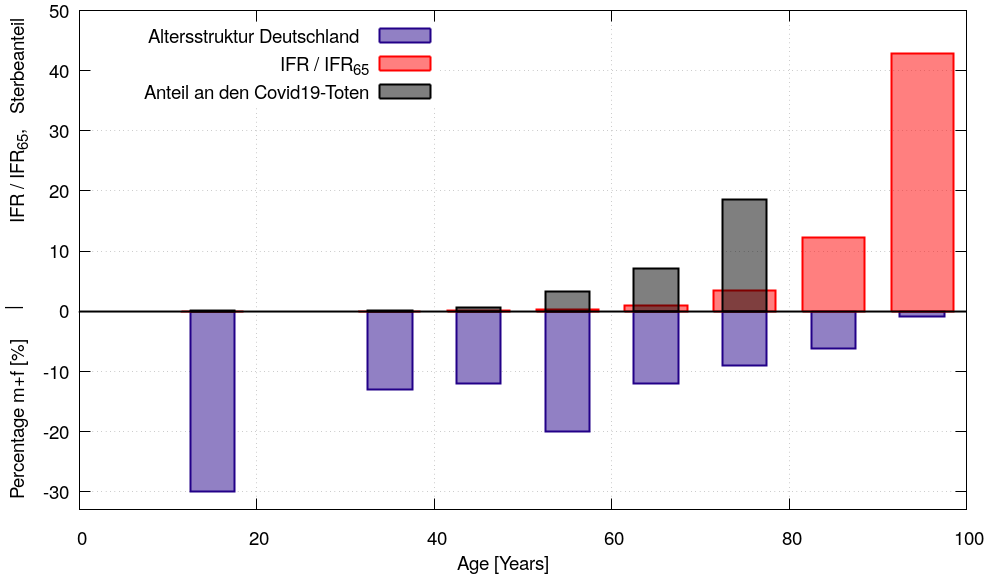 Altersstruktur Deutschland
IFR / IFR65
Anteil an den Covid19-Toten
50
40
30
20
10
0
-10
-20
-30
Percentage m+f [%] | IFR / IFR65, Sterbeanteil
0 20 40 60 80 100
Age [Years]